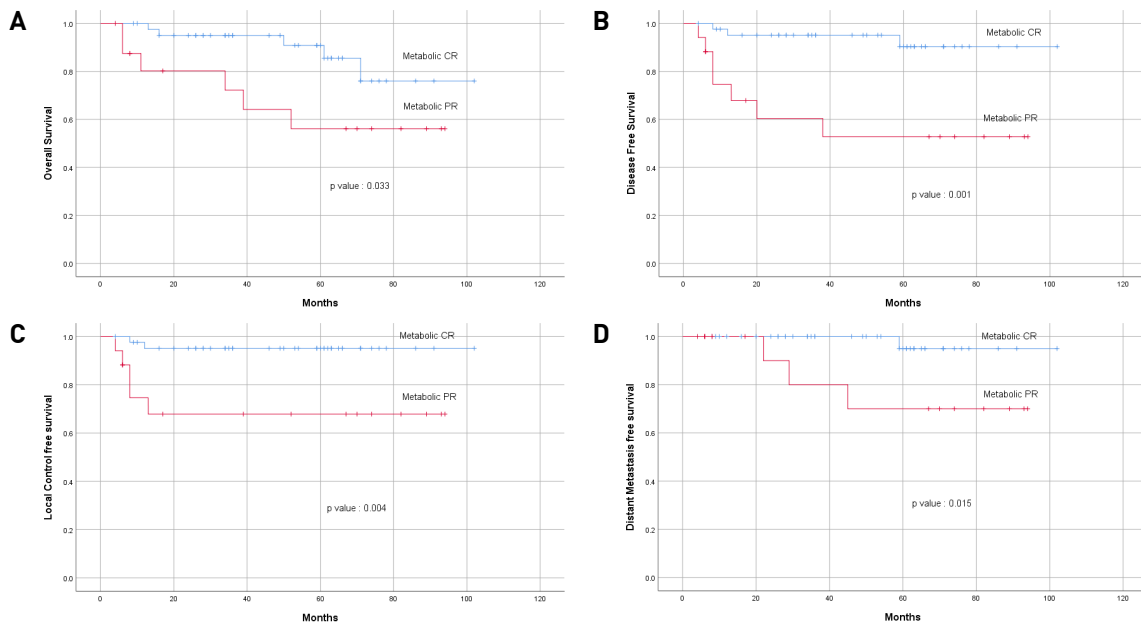 A
1.0
0.8
0.6
0.4
0.2
0.0
Overall Survival
Metabolic CR
Metabolic PR
p value : 0.033
0 20 40 60 80 100 120
Months
B
1.0
0.8
0.6
0.4
0.2
0.0
Disease Free Survival
Metabolic CR
Metabolic PR
p value : 0.001
0 20 40 60 80 100 120
Months
C
1.0
0.8
0.6
0.4
0.2
0.0
Local Control free survival
Metabolic CR
Metabolic PR
p value : 0.004
0 20 40 60 80 100 120
Months
D
1.0
0.8
0.6
0.4
0.2
0.0
Distant Metastasis free survival
Metabolic CR
Metabolic PR
p value : 0.015
0 20 40 60 80 100 120
Months